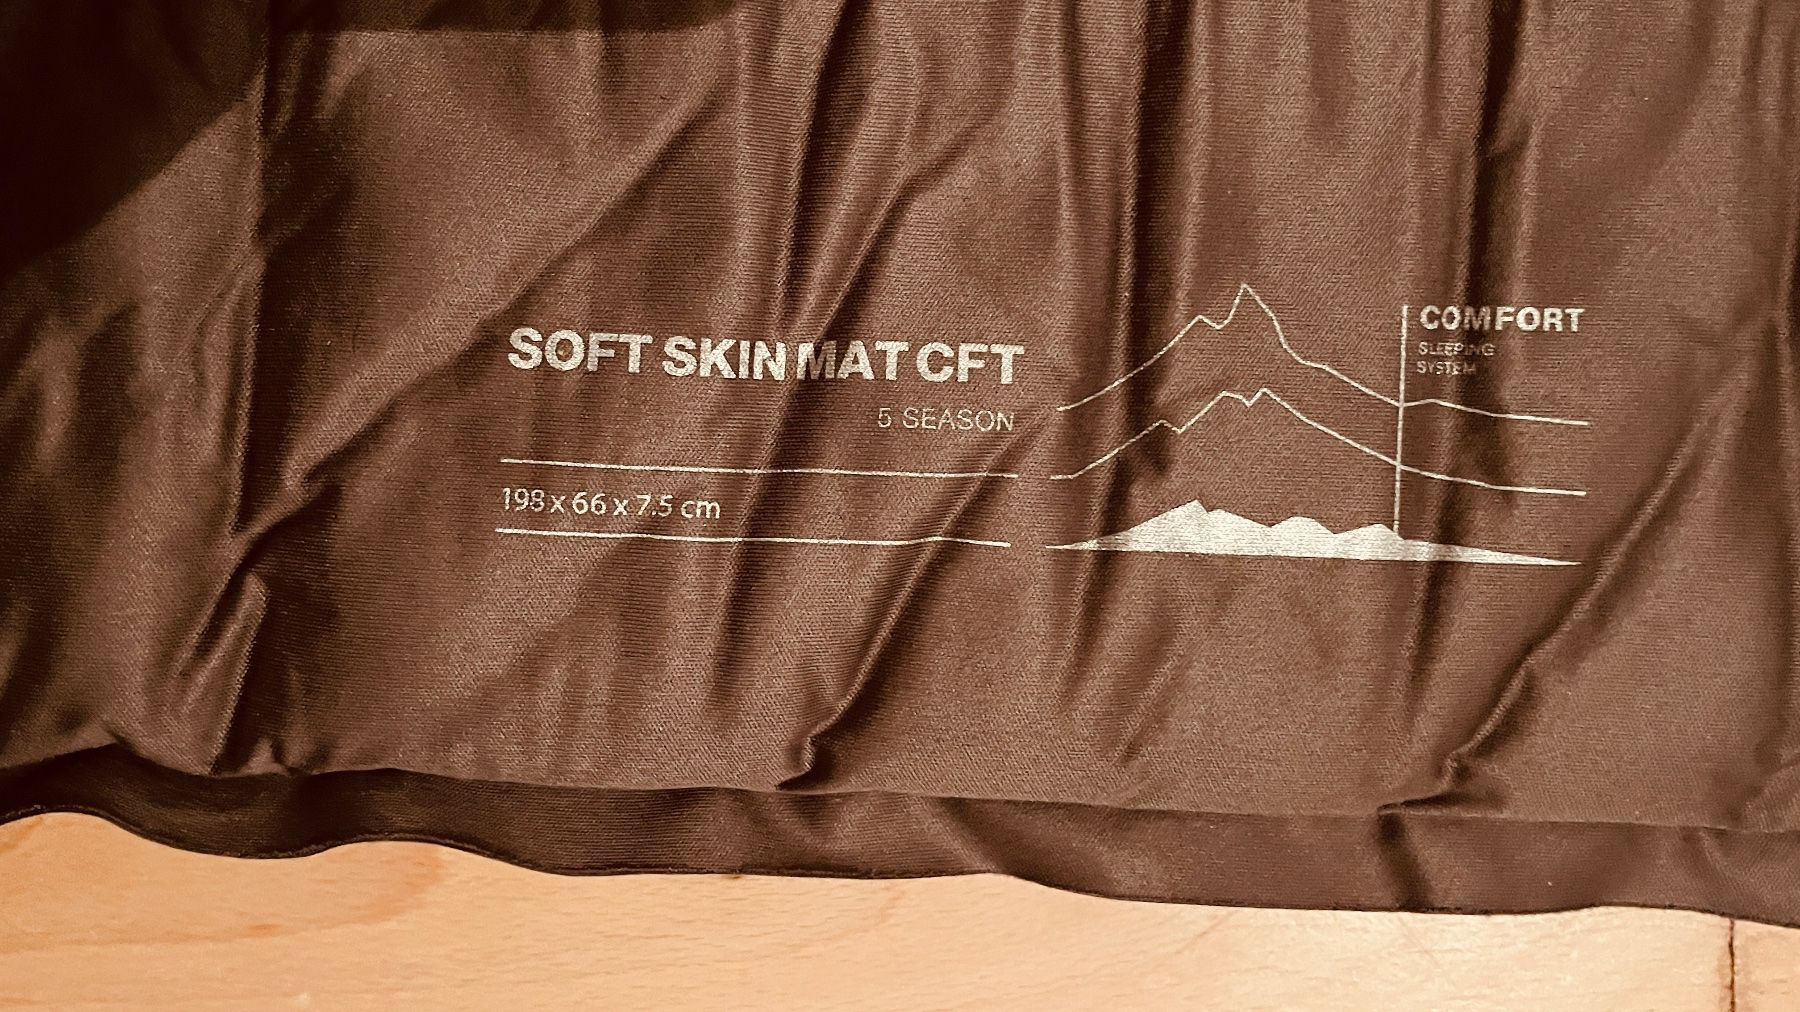 SOFT SKIN MAT CFT
5 SEASON
198 x 66 x 7.5 cm
COMFORT
SLEEPING
SYSTEM